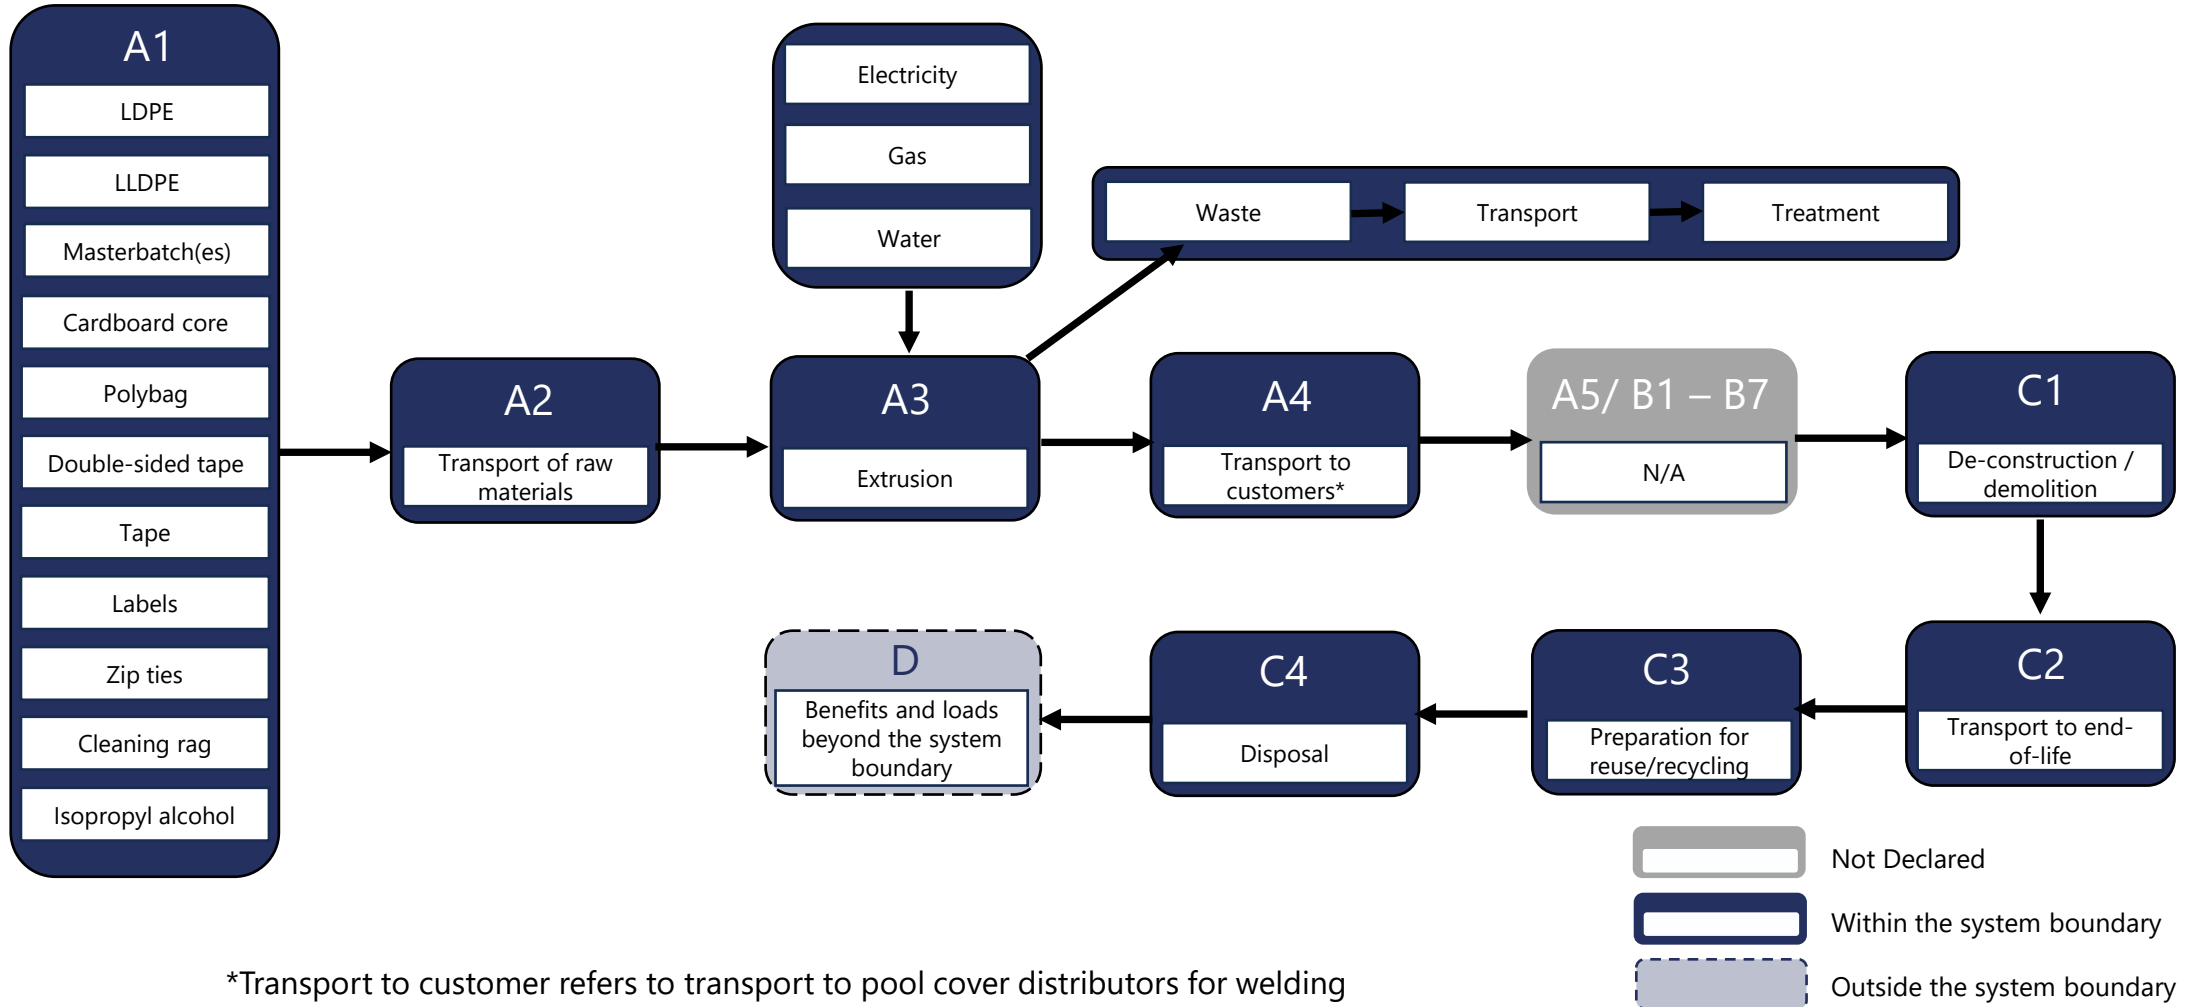 A1
LDPE
LLDPE
Masterbatch(es)
Cardboard core
Polybag
Double-sided tape
Tape
Labels
Zip ties
Cleaning rag
Isopropyl alcohol
A2
Transport of raw
materials
Electricity
Gas
Water
A3
Extrusion
Waste
Transport
Treatment
A4
Transport to
customers*
A5/ B1 – B7
N/A
C1
De-construction /
demolition
C2
Transport to end-
of-life
C3
Preparation for
reuse/recycling
C4
Disposal
D
Benefits and loads
beyond the system
boundary
Not Declared
Within the system boundary
Outside the system boundary
*Transport to customer refers to transport to pool cover distributors for welding